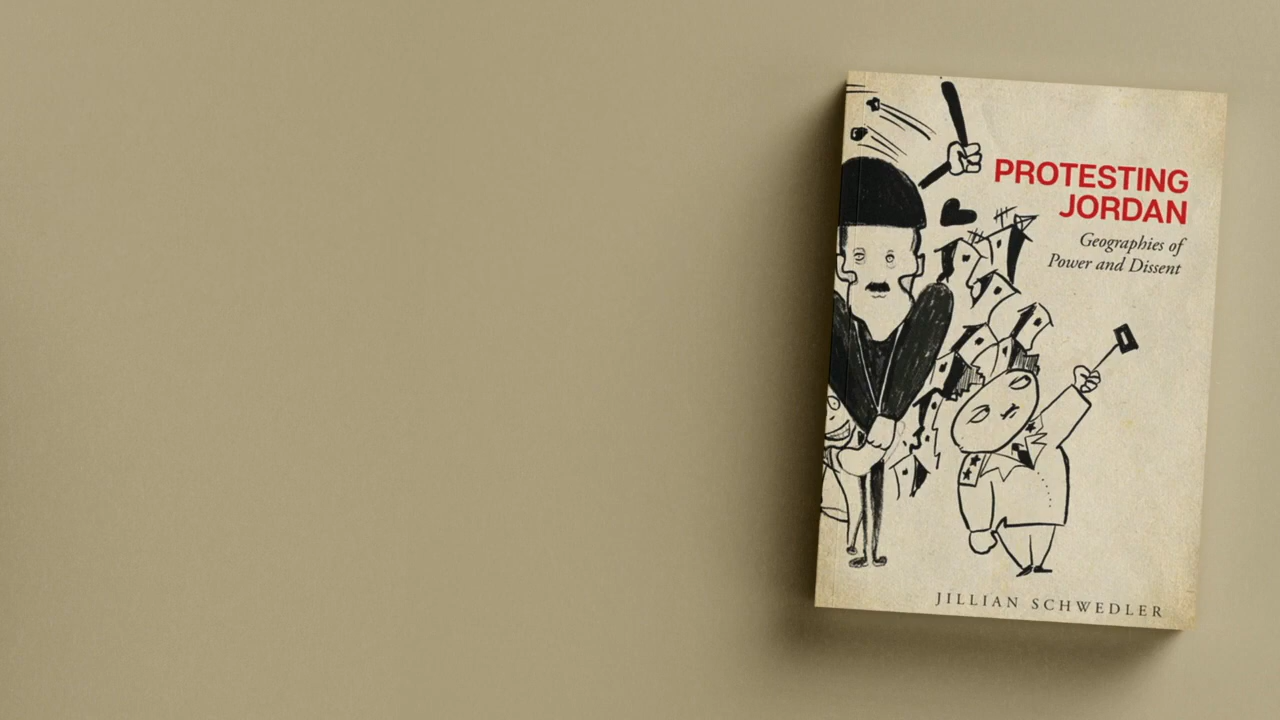 PROTESTING
JORDAN
Geographies of
Power and Dissent
JILLIAN SCHWEDLER